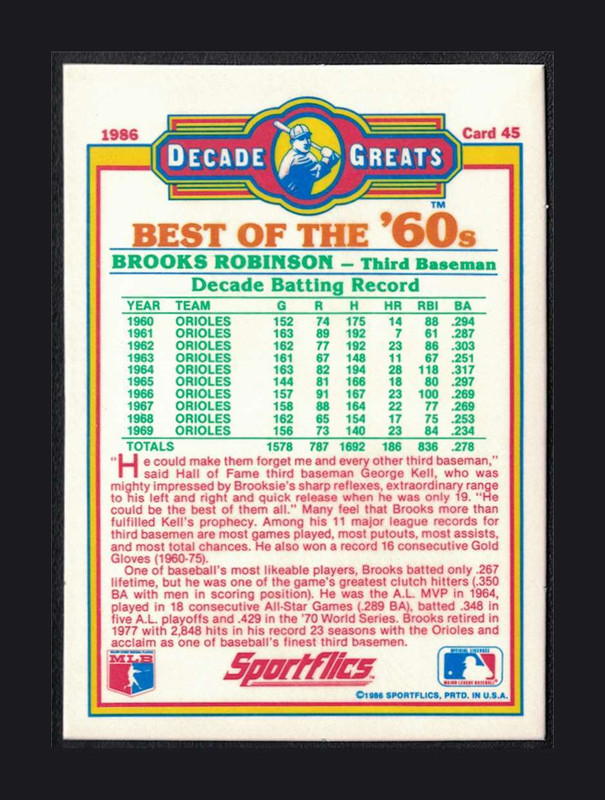 1986 Card 45
DECADE GREATS
TM
BEST OF THE '60s
BROOKS ROBINSON – Third Baseman
Decade Batting Record
YEAR TEAM G R H HR RBI BA
1960 ORIOLES 152 74 175 14 88 .294
1961 ORIOLES 163 89 192 7 61 .287
1962 ORIOLES 162 77 192 23 86 .303
1963 ORIOLES 161 67 148 11 67 .251
1964 ORIOLES 163 82 194 28 118 .317
1965 ORIOLES 144 81 166 18 80 .297
1966 ORIOLES 157 91 167 23 100 .269
1967 ORIOLES 158 88 164 22 77 .269
1968 ORIOLES 162 65 154 17 75 .253
1969 ORIOLES 156 73 140 23 84 .234
TOTALS 1578 787 1692 186 836 .278
"He could make them forget me and every other third baseman,"
said Hall of Fame third baseman George Kell, who was
mighty impressed by Brooksie's sharp reflexes, extraordinary range
to his left and right and quick release when he was only 19. "He
could be the best of them all." Many feel that Brooks more than
fulfilled Kell's prophecy. Among his 11 major league records for
third basemen are most games played, most putouts, most assists,
and most total chances. He also won a record 16 consecutive Gold
Gloves (1960-75).
One of baseball's most likeable players, Brooks batted only .267
lifetime, but he was one of the game's greatest clutch hitters (.350
BA with men in scoring position). He was the A.L. MVP in 1964,
played in 18 consecutive All-Star Games (.289 BA), batted .348 in
five A.L. playoffs and .429 in the '70 World Series. Brooks retired in
1977 with 2,848 hits in his record 23 seasons with the Orioles and
acclaim as one of baseball's finest third basemen.
MLB
Sportflics TM
OFFICIAL LICENSEE
MAJOR LEAGUE BASEBALL
©1986 SPORTFLICS, PRTD. IN U.S.A.